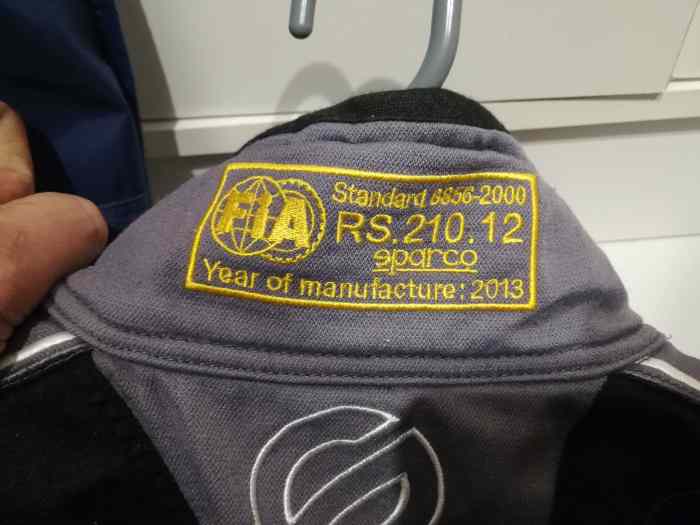 FIA
Standard 8856-2000
RS.210.12
sparco
Year of manufacture: 2013